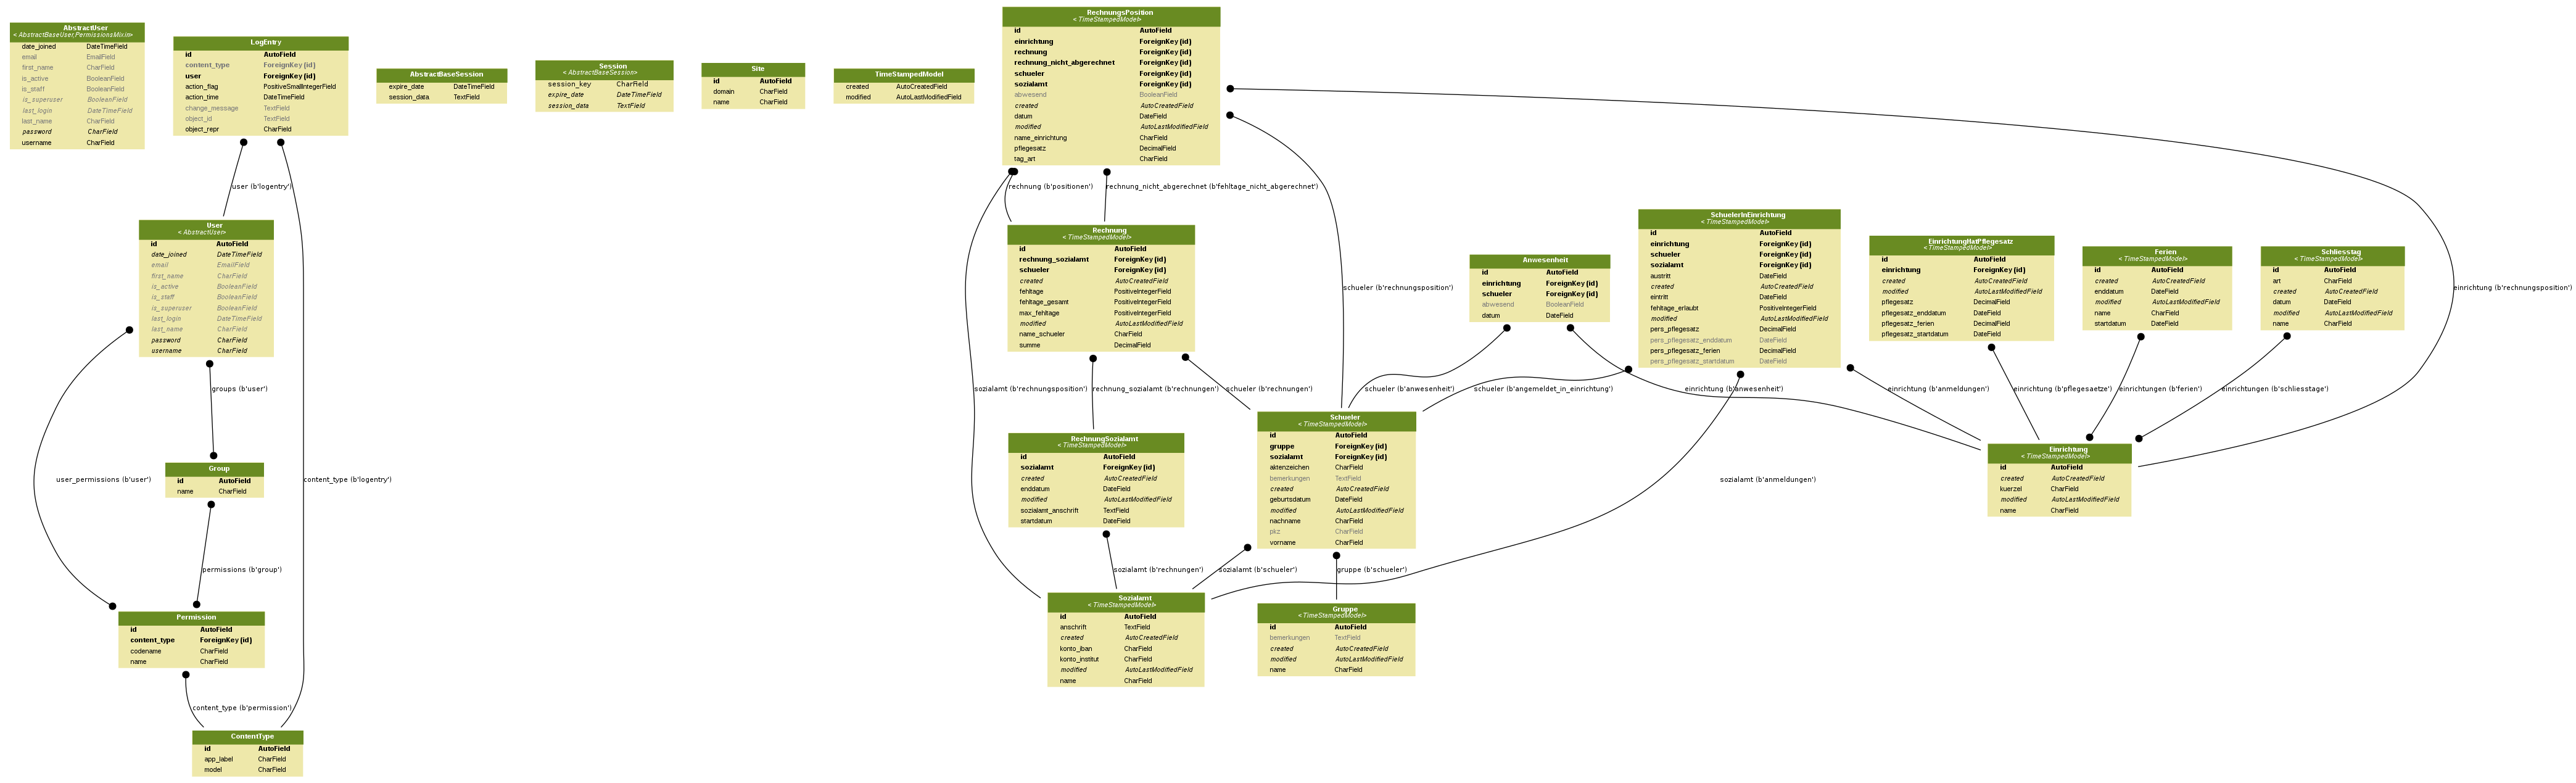 AbstractUser
< AbstractBaseUser,PermissionsMixin>
date_joined DateTimeField
email EmailField
first_name CharField
is_active BooleanField
is_staff BooleanField
is_superuser BooleanField
last_login DateTimeField
last_name CharField
password CharField
username CharField
LogEntry
id AutoField
content_type ForeignKey (id)
user ForeignKey (id)
action_flag PositiveSmallIntegerField
action_time DateTimeField
change_message TextField
object_id TextField
object_repr CharField
AbstractBaseSession
expire_date DateTimeField
session_data TextField
Session
< AbstractBaseSession>
session_key CharField
expire_date DateTimeField
session_data TextField
Site
id AutoField
domain CharField
name CharField
TimeStampedModel
created AutoCreatedField
modified AutoLastModifiedField
RechnungsPosition
< TimeStampedModel>
id AutoField
einrichtung ForeignKey (id)
rechnung ForeignKey (id)
rechnung_nicht_abgerechnet ForeignKey (id)
schueler ForeignKey (id)
sozialamt ForeignKey (id)
abwesend BooleanField
created AutoCreatedField
datum DateField
modified AutoLastModifiedField
name_einrichtung CharField
pflegesatz DecimalField
tag_art CharField
user (b'logentry')
rechnung (b'positionen')
rechnung_nicht_abgerechnet (b'fehltage_nicht_abgerechnet')
User
< AbstractUser>
id AutoField
date_joined DateTimeField
email EmailField
first_name CharField
is_active BooleanField
is_staff BooleanField
is_superuser BooleanField
last_login DateTimeField
last_name CharField
password CharField
username CharField
Rechnung
< TimeStampedModel>
id AutoField
rechnung_sozialamt ForeignKey (id)
schueler ForeignKey (id)
created AutoCreatedField
fehltage PositiveIntegerField
fehltage_gesamt PositiveIntegerField
max_fehltage PositiveIntegerField
modified AutoLastModifiedField
name_schueler CharField
summe DecimalField
schueler (b'rechnungsposition')
Anwesenheit
id AutoField
einrichtung ForeignKey (id)
schueler ForeignKey (id)
abwesend BooleanField
datum DateField
SchuelerInEinrichtung
< TimeStampedModel>
id AutoField
einrichtung ForeignKey (id)
schueler ForeignKey (id)
sozialamt ForeignKey (id)
austritt DateField
created AutoCreatedField
eintritt DateField
fehltage_erlaubt PositiveIntegerField
modified AutoLastModifiedField
pers_pflegesatz DecimalField
pers_pflegesatz_enddatum DateField
pers_pflegesatz_ferien DecimalField
pers_pflegesatz_startdatum DateField
EinrichtungHatPflegesatz
< TimeStampedModel>
id AutoField
einrichtung ForeignKey (id)
created AutoCreatedField
modified AutoLastModifiedField
pflegesatz DecimalField
pflegesatz_enddatum DateField
pflegesatz_ferien DecimalField
pflegesatz_startdatum DateField
Ferien
< TimeStampedModel>
id AutoField
created AutoCreatedField
enddatum DateField
modified AutoLastModifiedField
name CharField
startdatum DateField
Schliesstag
< TimeStampedModel>
id AutoField
art CharField
created AutoCreatedField
datum DateField
modified AutoLastModifiedField
name CharField
einrichtung (b'rechnungsposition')
groups (b'user')
sozialamt (b'rechnungsposition')
rechnung_sozialamt (b'rechnungen')
schueler (b'rechnungen')
schueler (b'anwesenheit')
schueler (b'angemeldet_in_einrichtung')
einrichtung (b'anwesenheit')
einrichtung (b'anmeldungen')
einrichtung (b'pflegesaetze')
einrichtungen (b'ferien')
einrichtungen (b'schliesstage')
user_permissions (b'user')
Group
id AutoField
name CharField
content_type (b'logentry')
RechnungSozialamt
< TimeStampedModel>
id AutoField
sozialamt ForeignKey (id)
created AutoCreatedField
enddatum DateField
modified AutoLastModifiedField
sozialamt_anschrift TextField
startdatum DateField
Schueler
< TimeStampedModel>
id AutoField
gruppe ForeignKey (id)
sozialamt ForeignKey (id)
aktenzeichen CharField
bemerkungen TextField
created AutoCreatedField
geburtsdatum DateField
modified AutoLastModifiedField
nachname CharField
pkz CharField
vorname CharField
sozialamt (b'anmeldungen')
Einrichtung
< TimeStampedModel>
id AutoField
created AutoCreatedField
kuerzel CharField
modified AutoLastModifiedField
name CharField
permissions (b'group')
sozialamt (b'rechnungen')
sozialamt (b'schueler')
gruppe (b'schueler')
Permission
id AutoField
content_type ForeignKey (id)
codename CharField
name CharField
Sozialamt
< TimeStampedModel>
id AutoField
anschrift TextField
created AutoCreatedField
konto_iban CharField
konto_institut CharField
modified AutoLastModifiedField
name CharField
Gruppe
< TimeStampedModel>
id AutoField
bemerkungen TextField
created AutoCreatedField
modified AutoLastModifiedField
name CharField
content_type (b'permission')
ContentType
id AutoField
app_label CharField
model CharField